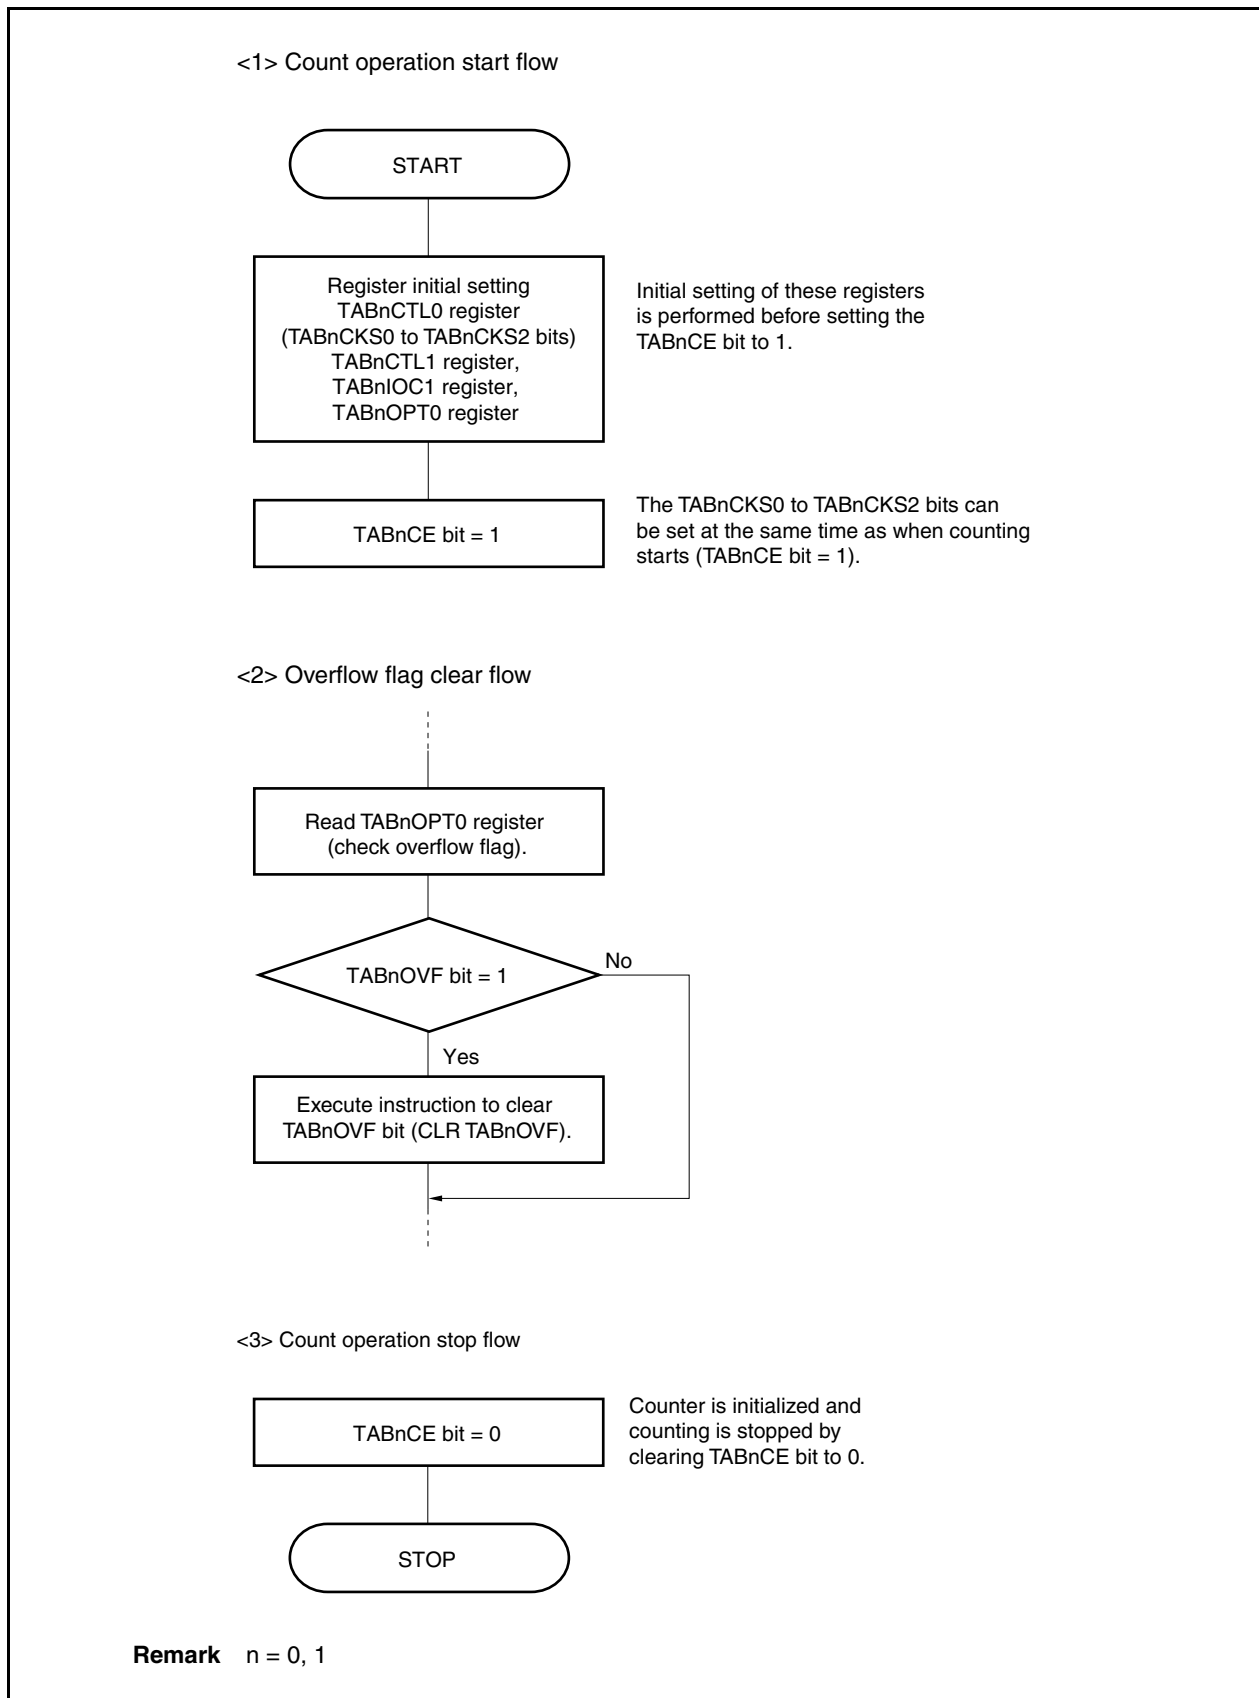 <1> Count operation start flow
START
Register initial setting
TABnCTL0 register
(TABnCKS0 to TABnCKS2 bits)
TABnCTL1 register,
TABnIOC1 register,
TABnOPT0 register
Initial setting of these registers
is performed before setting the
TABnCE bit to 1.
TABnCE bit = 1
The TABnCKS0 to TABnCKS2 bits can
be set at the same time as when counting
starts (TABnCE bit = 1).
<2> Overflow flag clear flow
Read TABnOPT0 register
(check overflow flag).
TABnOVF bit = 1
No
Yes
Execute instruction to clear
TABnOVF bit (CLR TABnOVF).
<3> Count operation stop flow
TABnCE bit = 0
Counter is initialized and
counting is stopped by
clearing TABnCE bit to 0.
STOP
Remark n = 0, 1